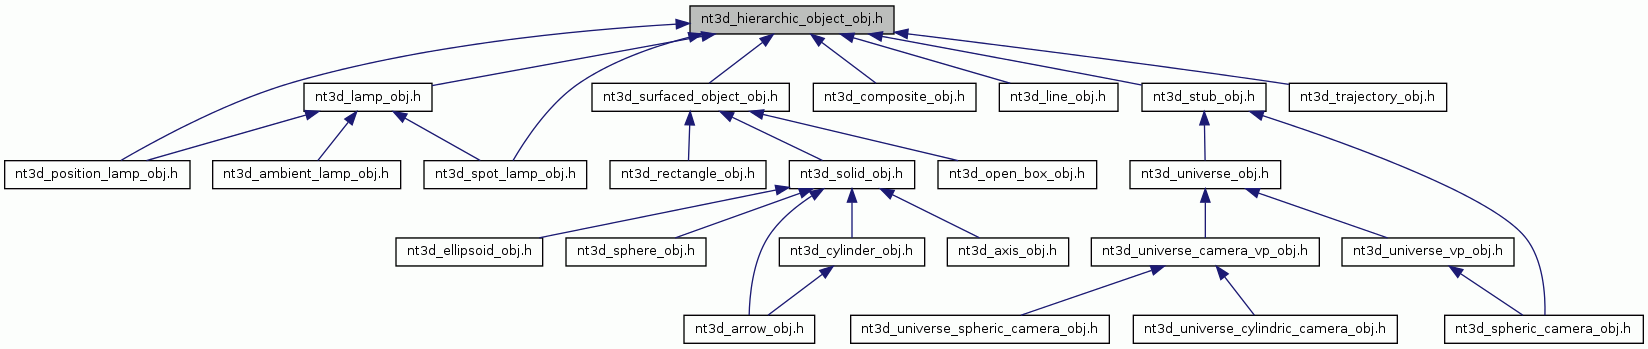 nt3d_hierarchic_object_obj.h
nt3d_lamp_obj.h
nt3d_surfaced_object_obj.h
nt3d_composite_obj.h
nt3d_line_obj.h
nt3d_stub_obj.h
nt3d_trajectory_obj.h
nt3d_position_lamp_obj.h
nt3d_ambient_lamp_obj.h
nt3d_spot_lamp_obj.h
nt3d_rectangle_obj.h
nt3d_solid_obj.h
nt3d_open_box_obj.h
nt3d_universe_obj.h
nt3d_ellipsoid_obj.h
nt3d_sphere_obj.h
nt3d_cylinder_obj.h
nt3d_axis_obj.h
nt3d_universe_camera_vp_obj.h
nt3d_universe_vp_obj.h
nt3d_arrow_obj.h
nt3d_universe_spheric_camera_obj.h
nt3d_universe_cylindric_camera_obj.h
nt3d_spheric_camera_obj.h